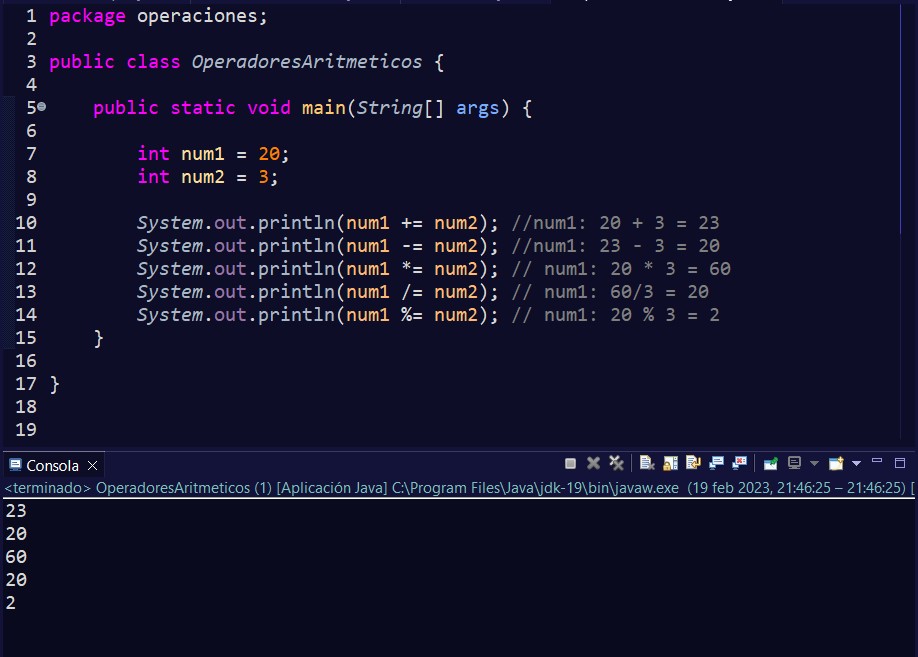 1 package operaciones;
2
3 public class OperadoresAritmeticos {
4
5 public static void main(String[] args) {
6
7 int num1 = 20;
8 int num2 = 3;
9
10 System.out.println(num1 += num2); //num1: 20 + 3 = 23
11 System.out.println(num1 -= num2); //num1: 23 - 3 = 20
12 System.out.println(num1 *= num2); // num1: 20 * 3 = 60
13 System.out.println(num1 /= num2); // num1: 60/3 = 20
14 System.out.println(num1 %= num2); // num1: 20 % 3 = 2
15 }
16
17 }
18
19
Consola
<terminado> OperadoresAritmeticos (1) [Aplicación Java] C:\Program Files\Java\jdk-19\bin\javaw.exe (19 feb 2023, 21:46:25 – 21:46:25) [
23
20
60
20
2